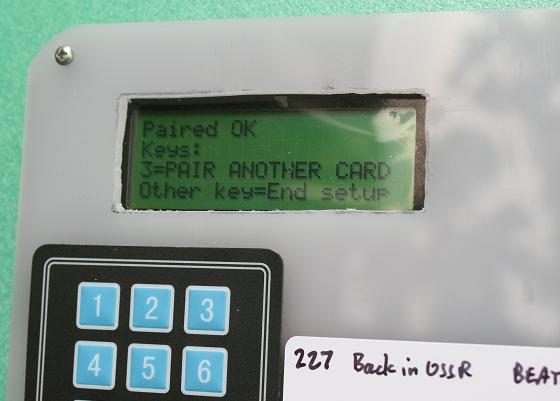 Paired OK
Keys:
3=PAIR ANOTHER CARD
Other key=End setup
1 2 3
4 5 6
227 Back in USSR BEAT